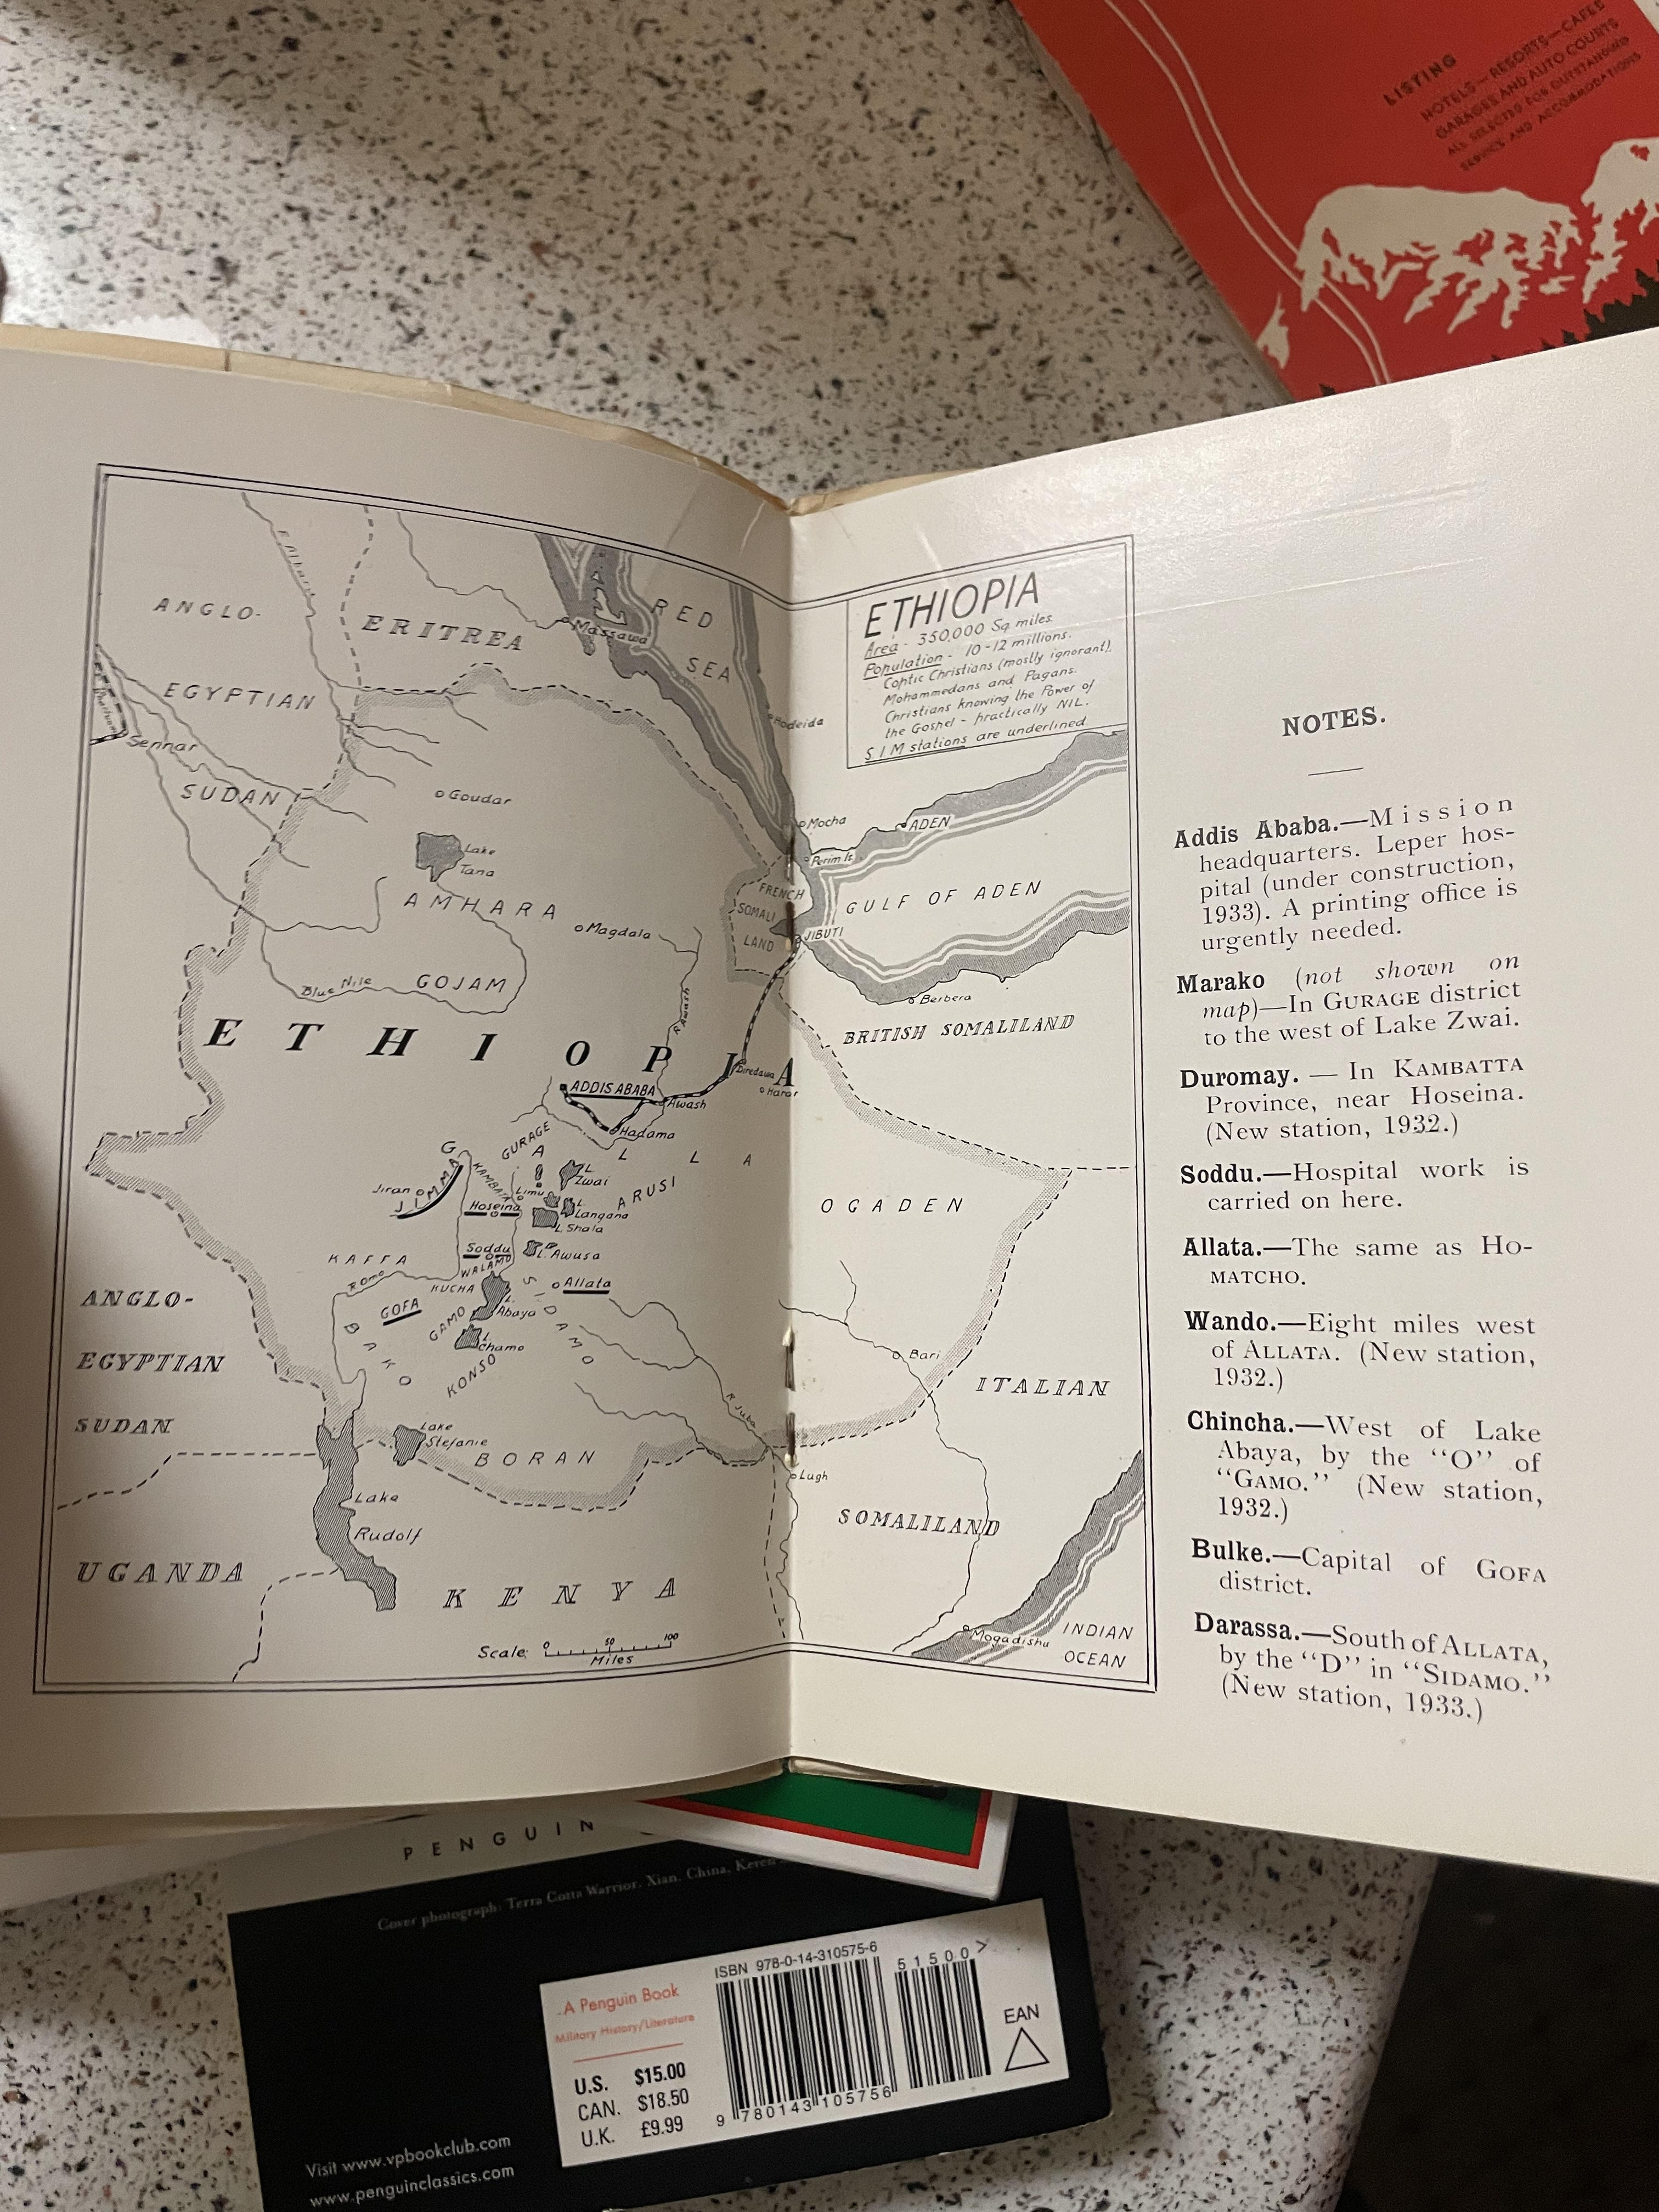 LISTING
HOTELS—RESORTS—CAFES
GARAGES AND AUTO COURTS
ALL SELECTED FOR OUTSTANDING
SERVICE AND ACCOMMODATIONS
ETHIOPIA
Area - 350,000 Sq miles.
Population - 10-12 millions.
Coptic Christians (mostly ignorant),
Mohammedans and Pagans.
Christians knowing the Power of
the Gospel - practically NIL.
S I M stations are underlined
ANGLO-
EGYPTIAN
SUDAN
ERITREA
Massawa
RED
SEA
Hodeida
Sennar
Goudar
Lake
Tana
AMHARA
Magdala
Blue Nile
GOJAM
Mocha
Perim Is.
ADEN
FRENCH
SOMALI
LAND
JIBUTI
GULF OF ADEN
Berbera
BRITISH SOMALILAND
R. Awash
ETHIOPIA
Diredawa
Harar
ADDIS ABABA
Awash
Hadama
GURAGE
GALLA
JIMMA
Jiran
KAMBATA
Limu
Hoseina
L.
Zwai
ARUSI
L.
Langana
L. Shala
OGADEN
KAFFA
R. Omo
Soddu
WALAMO
L. Awusa
KUCHA
GOFA
GAMO
L.
Abaya
Allata
SIDAMO
L.
Chamo
BAKO
KONSO
ANGLO-
EGYPTIAN
SUDAN
Bari
ITALIAN
R. Juba
Lake
Stefanie
BORAN
Lugh
Lake
Rudolf
SOMALILAND
UGANDA
KENYA
Mogadishu
INDIAN
OCEAN
Scale: 0 50 100
Miles
NOTES.
Addis Ababa.—Mission
headquarters. Leper hos-
pital (under construction,
1933). A printing office is
urgently needed.
Marako (not shown on
map)—In GURAGE district
to the west of Lake Zwai.
Duromay. — In KAMBATTA
Province, near Hoseina.
(New station, 1932.)
Soddu.—Hospital work is
carried on here.
Allata.—The same as HO-
MATCHO.
Wando.—Eight miles west
of ALLATA. (New station,
1932.)
Chincha.—West of Lake
Abaya, by the “O” of
“GAMO.” (New station,
1932.)
Bulke.—Capital of GOFA
district.
Darassa.—South of ALLATA,
by the “D” in “SIDAMO.”
(New station, 1933.)
PENGUIN
Cover photograph: Terra Cotta Warrior, Xian, China, Keren
A Penguin Book
Military History/Literature
U.S. $15.00
CAN. $18.50
U.K. £9.99
ISBN 978-0-14-310575-6
51500>
EAN
9 780143 105756
Visit www.vpbookclub.com
www.penguinclassics.com